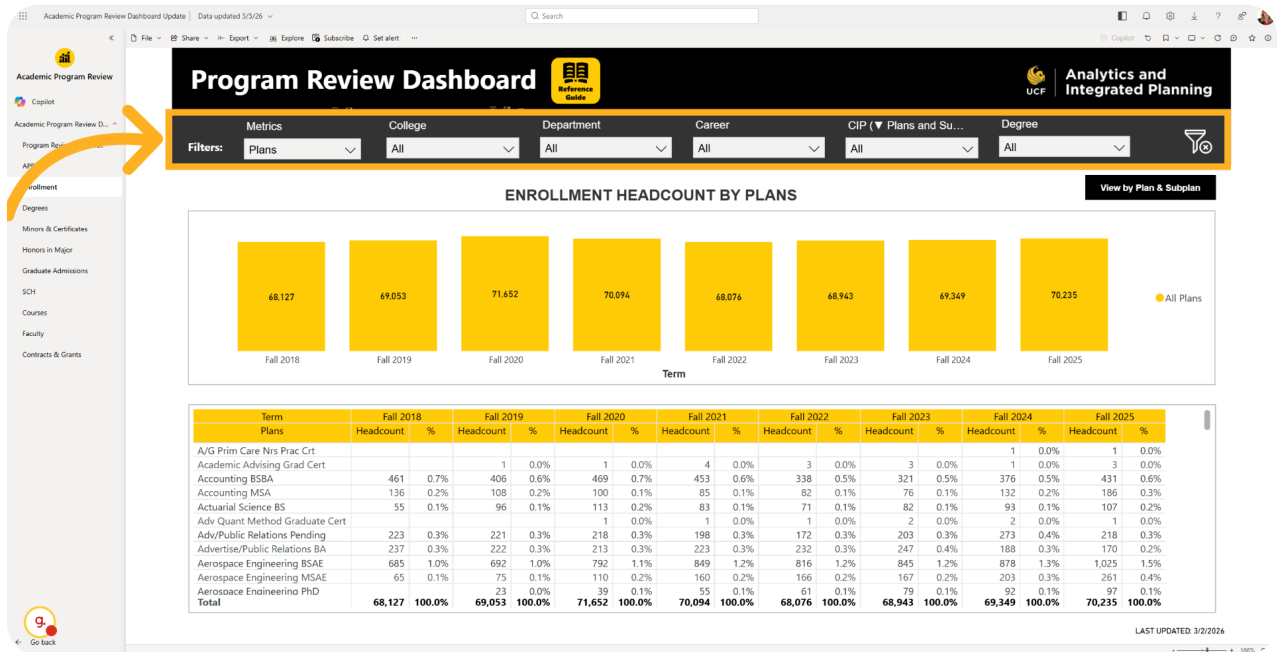 Academic Program Review Dashboard Update | Data updated 3/3/26
Search
File Share Export Explore Subscribe Set alert ...
Copilot
Academic Program Review
Copilot
Academic Program Review D...
Enrollment
Degrees
Minors & Certificates
Honors in Major
Graduate Admissions
SCH
Courses
Faculty
Contracts & Grants
g.
Go back
Program Review Dashboard
Reference
Guide
UCF
Analytics and
Integrated Planning
Filters:
Metrics College Department Career CIP (▼ Plans and Su... Degree
Plans All All All All All
View by Plan & Subplan
ENROLLMENT HEADCOUNT BY PLANS
68,127 69,053 71,652 70,094 68,076 68,943 69,349 70,235
All Plans
Fall 2018 Fall 2019 Fall 2020 Fall 2021 Fall 2022 Fall 2023 Fall 2024 Fall 2025
Term
Term Fall 2018 Fall 2019 Fall 2020 Fall 2021 Fall 2022 Fall 2023 Fall 2024 Fall 2025
Plans Headcount % Headcount % Headcount % Headcount % Headcount % Headcount % Headcount % Headcount %
A/G Prim Care Nrs Prac Crt 1 0.0% 1 0.0%
Academic Advising Grad Cert 1 0.0% 1 0.0% 4 0.0% 3 0.0% 3 0.0% 1 0.0% 3 0.0%
Accounting BSBA 461 0.7% 406 0.6% 469 0.7% 453 0.6% 338 0.5% 321 0.5% 376 0.5% 431 0.6%
Accounting MSA 136 0.2% 108 0.2% 100 0.1% 85 0.1% 82 0.1% 76 0.1% 132 0.2% 186 0.3%
Actuarial Science BS 55 0.1% 96 0.1% 113 0.2% 83 0.1% 71 0.1% 82 0.1% 93 0.1% 107 0.2%
Adv Quant Method Graduate Cert 1 0.0% 1 0.0% 1 0.0% 2 0.0% 2 0.0% 1 0.0%
Adv/Public Relations Pending 223 0.3% 221 0.3% 218 0.3% 198 0.3% 172 0.3% 203 0.3% 273 0.4% 218 0.3%
Advertise/Public Relations BA 237 0.3% 222 0.3% 213 0.3% 223 0.3% 232 0.3% 247 0.4% 188 0.3% 170 0.2%
Aerospace Engineering BSAE 685 1.0% 692 1.0% 792 1.1% 849 1.2% 816 1.2% 845 1.2% 878 1.3% 1,025 1.5%
Aerospace Engineering MSAE 65 0.1% 75 0.1% 110 0.2% 160 0.2% 166 0.2% 167 0.2% 203 0.3% 261 0.4%
Aerospace Engineering PhD 23 0.0% 39 0.1% 55 0.1% 61 0.1% 79 0.1% 92 0.1% 97 0.1%
Total 68,127 100.0% 69,053 100.0% 71,652 100.0% 70,094 100.0% 68,076 100.0% 68,943 100.0% 69,349 100.0% 70,235 100.0%
LAST UPDATED: 3/2/2026